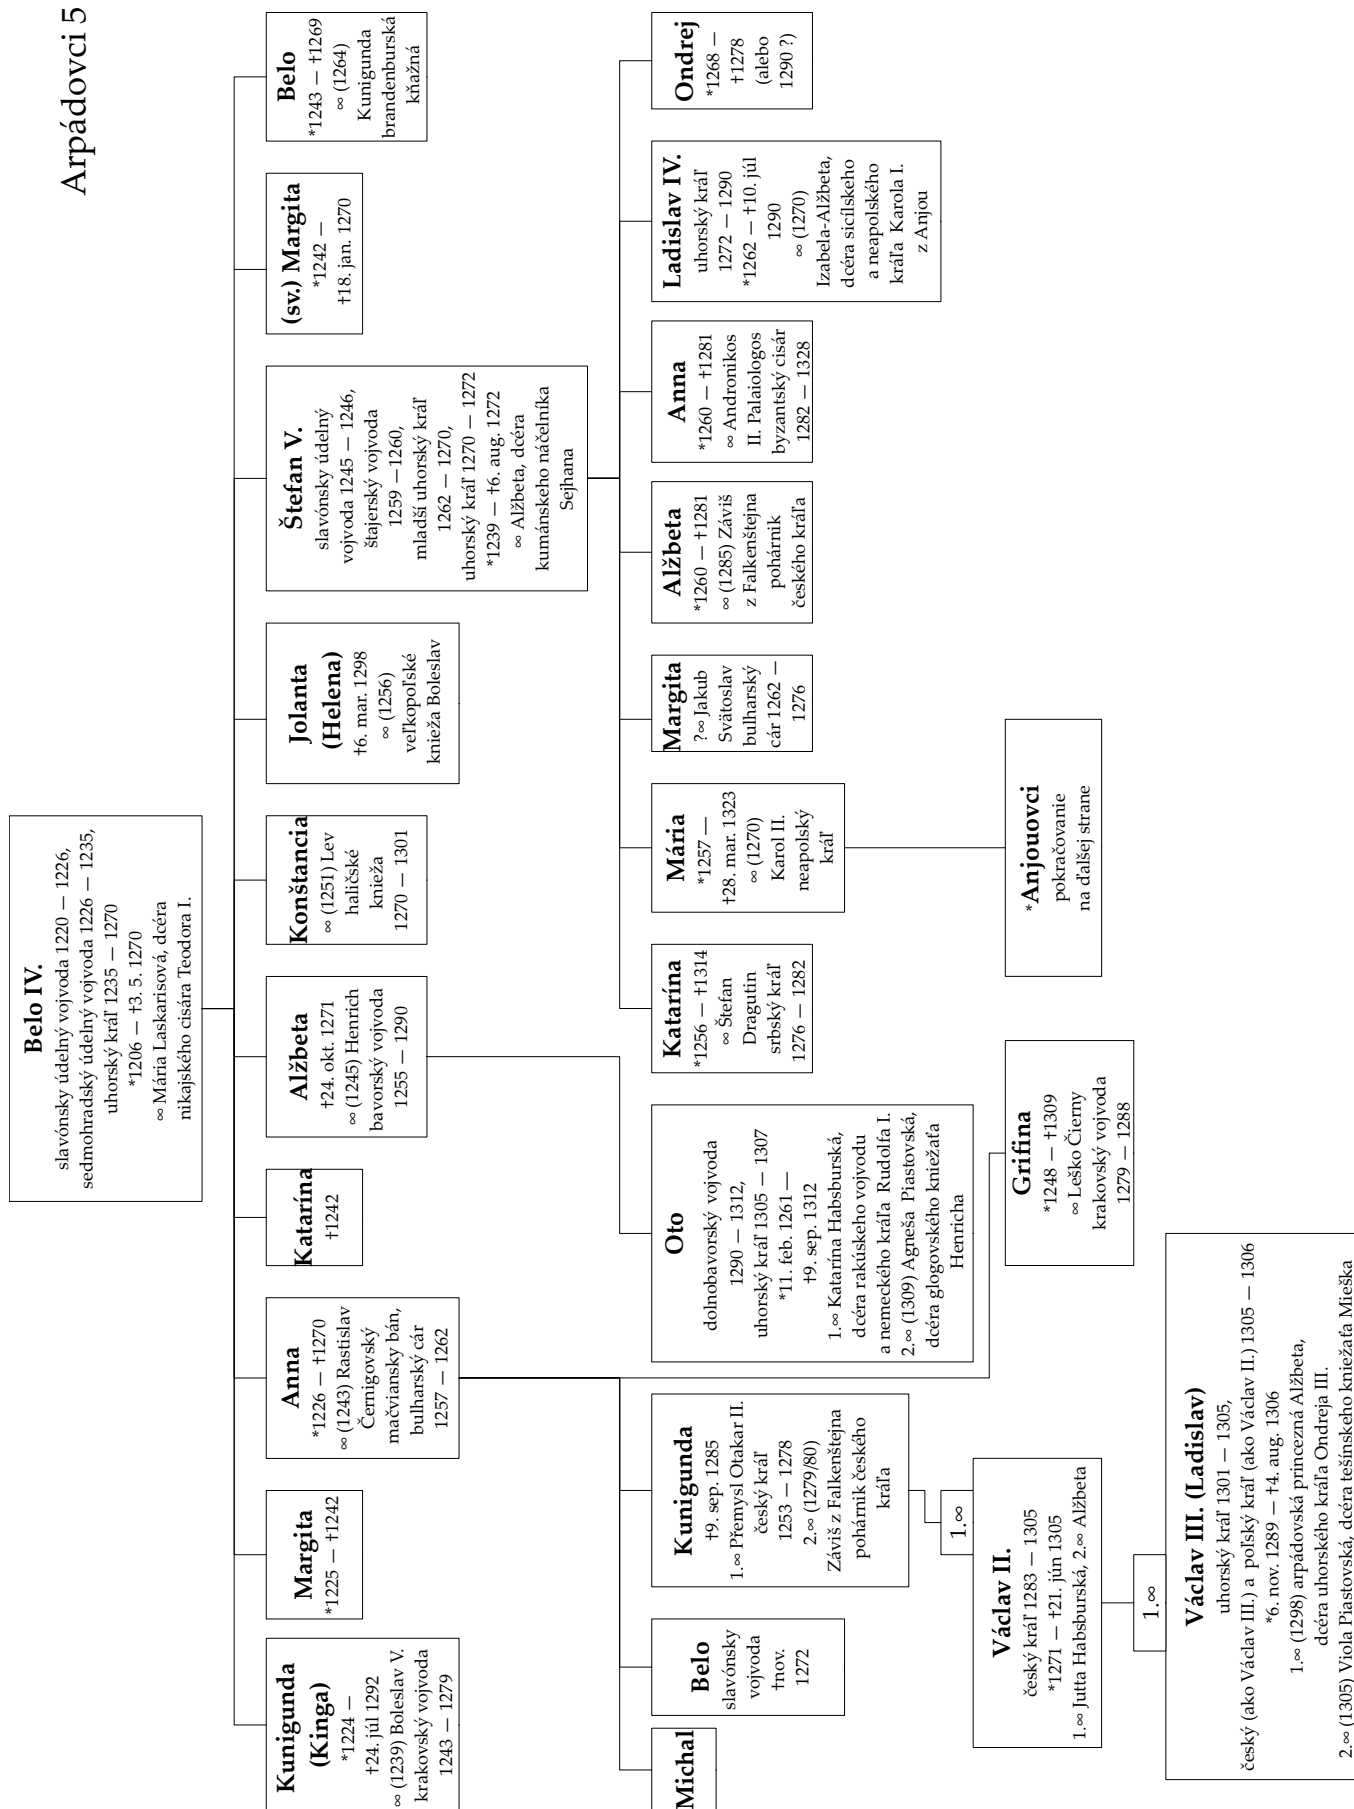 Arpádovci 5
Belo IV.
slavónsky údelný vojvoda 1220 — 1226,
sedmohradský údelný vojvoda 1226 — 1235,
uhorský kráľ 1235 — 1270
*1206 — †3. 5. 1270
∞ Mária Laskarisová, dcéra
nikajského cisára Teodora I.
Kunigunda
(Kinga)
*1224 —
†24. júl 1292
∞ (1239) Boleslav V.
krakovský vojvoda
1243 — 1279
Margita
*1225 — †1242
Anna
*1226 — †1270
∞ (1243) Rastislav
Černigovský
mačviansky bán,
bulharský cár
1257 — 1262
Katarína
†1242
Alžbeta
†24. okt. 1271
∞ (1245) Henrich
bavorský vojvoda
1255 — 1290
Konštancia
∞ (1251) Lev
haličské
knieža
1270 — 1301
Jolanta
(Helena)
†6. mar. 1298
∞ (1256)
veľkopoľské
knieža Boleslav
Štefan V.
slavónsky údelný
vojvoda 1245 — 1246,
štajerský vojvoda
1259 —1260,
mladší uhorský kráľ
1262 — 1270,
uhorský kráľ 1270 — 1272
*1239 — †6. aug. 1272
∞ Alžbeta, dcéra
kumánskeho náčelníka
Sejhana
(sv.) Margita
*1242 —
†18. jan. 1270
Belo
*1243 — †1269
∞ (1264)
Kunigunda
brandenburská
kňažná
Michal
Belo
slavónsky
vojvoda
†nov.
1272
Kunigunda
†9. sep. 1285
1.∞ Přemysl Otakar II.
český kráľ
1253 — 1278
2.∞ (1279/80)
Záviš z Falkenštejna
pohárnik českého
kráľa
Oto
dolnobavorský vojvoda
1290 — 1312,
uhorský kráľ 1305 — 1307
*11. feb. 1261 —
†9. sep. 1312
1.∞ Katarína Habsburská,
dcéra rakúskeho vojvodu
a nemeckého kráľa Rudolfa I.
2.∞ (1309) Agneša Piastovská,
dcéra glogovského kniežaťa
Henricha
Katarína
*1256 — †1314
∞ Štefan
Dragutin
srbský kráľ
1276 — 1282
Mária
*1257 —
†28. mar. 1323
∞ (1270)
Karol II.
neapolský
kráľ
Margita
?∞ Jakub
Svätoslav
bulharský
cár 1262 —
1276
Alžbeta
*1260 — †1281
∞ (1285) Záviš
z Falkenštejna
pohárnik
českého kráľa
Anna
*1260 — †1281
∞ Andronikos
II. Palaiologos
byzantský cisár
1282 — 1328
Ladislav IV.
uhorský kráľ
1272 — 1290
*1262 — †10. júl
1290
∞ (1270)
Izabela-Alžbeta,
dcéra sicílskeho
a neapolského
kráľa Karola I.
z Anjou
Ondrej
*1268 —
†1278
(alebo
1290 ?)
1.∞
Václav II.
český kráľ 1283 — 1305
*1271 — †21. jún 1305
1.∞ Jutta Habsburská, 2.∞ Alžbeta
Grifina
*1248 — †1309
∞ Leško Čierny
krakovský vojvoda
1279 — 1288
*Anjouovci
pokračovanie
na ďalšej strane
1.∞
Václav III. (Ladislav)
uhorský kráľ 1301 — 1305,
český (ako Václav III.) a poľský kráľ (ako Václav II.) 1305 — 1306
*6. nov. 1289 — †4. aug. 1306
1.∞ (1298) arpádovská princezná Alžbeta,
dcéra uhorského kráľa Ondreja III.
2.∞ (1305) Viola Piastovská, dcéra tešínskeho kniežaťa Mieška